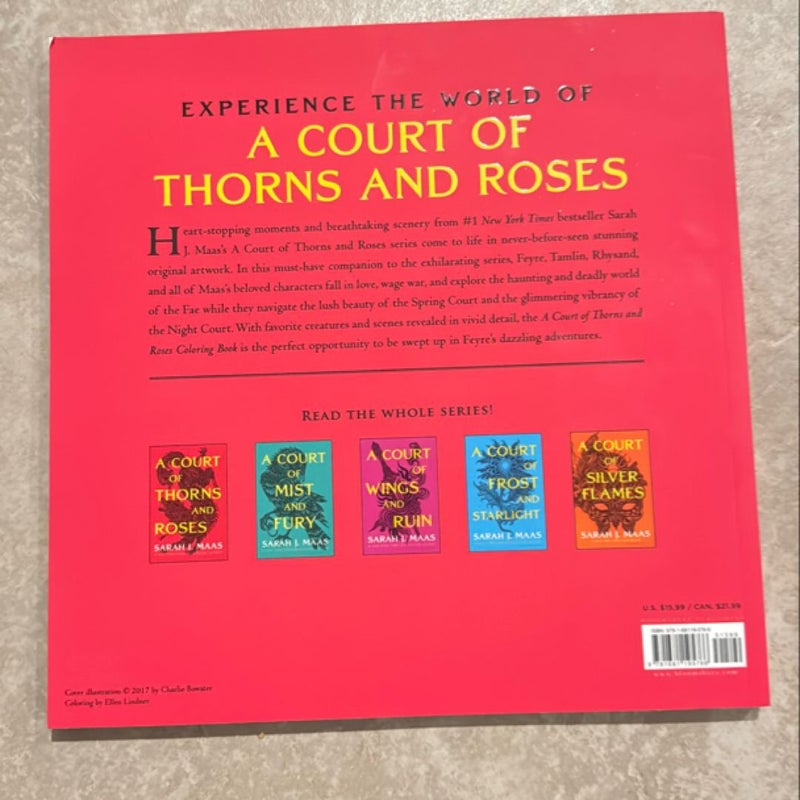 EXPERIENCE THE WORLD OF
A COURT OF
THORNS AND ROSES
Heart-stopping moments and breathtaking scenery from #1 New York Times bestseller Sarah
J. Maas's A Court of Thorns and Roses series come to life in never-before-seen stunning
original artwork. In this must-have companion to the exhilarating series, Feyre, Tamlin, Rhysand,
and all of Maas's beloved characters fall in love, wage war, and explore the haunting and deadly world
of the Fae while they navigate the lush beauty of the Spring Court and the glimmering vibrancy of
the Night Court. With favorite creatures and scenes revealed in vivid detail, the A Court of Thorns and
Roses Coloring Book is the perfect opportunity to be swept up in Feyre's dazzling adventures.
READ THE WHOLE SERIES!
A COURT
OF
THORNS
AND
ROSES
SARAH J. MAAS
A COURT
OF
MIST
AND
FURY
SARAH J. MAAS
A COURT
OF
WINGS
AND
RUIN
SARAH J. MAAS
A COURT
OF
FROST
AND
STARLIGHT
SARAH J. MAAS
A COURT
OF
SILVER
FLAMES
SARAH J. MAAS
U.S. $15.99 / CAN. $21.99
51599
www.bloomsbury.com
Cover illustration © 2017 by Charlie Bowater
Coloring by Ellen Lindner